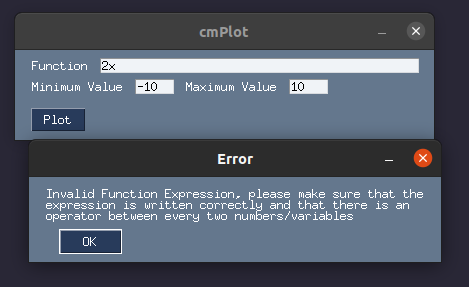 cmPlot
Function 2x
Minimum Value -10 Maximum Value 10
Plot
Error
Invalid Function Expression, please make sure that the
expression is written correctly and that there is an
operator between every two numbers/variables
OK